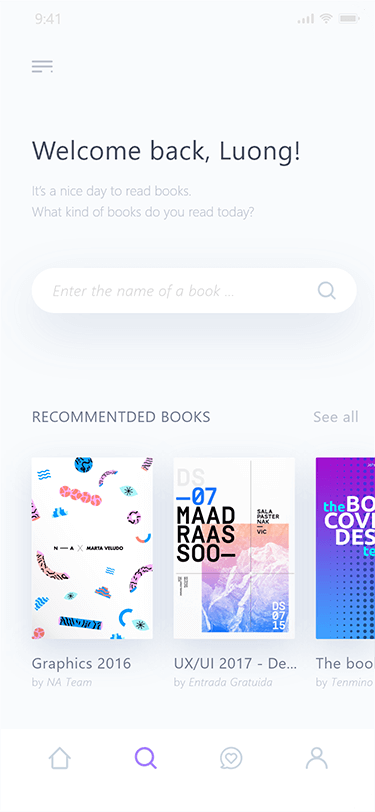 9:41
Welcome back, Luong!
It's a nice day to read books.
What kind of books do you read today?
Enter the name of a book ...
RECOMMENTDED BOOKS
See all
N — A × MARTA VELUDO
DS
—07
MAAD
RAAS
SOO—
SALA
PASTER
NAK —
VIC
DS
07
15
the BO
COV
DES
te
Graphics 2016
by NA Team
UX/UI 2017 - De...
by Entrada Gratuida
The boo
by Tenmino